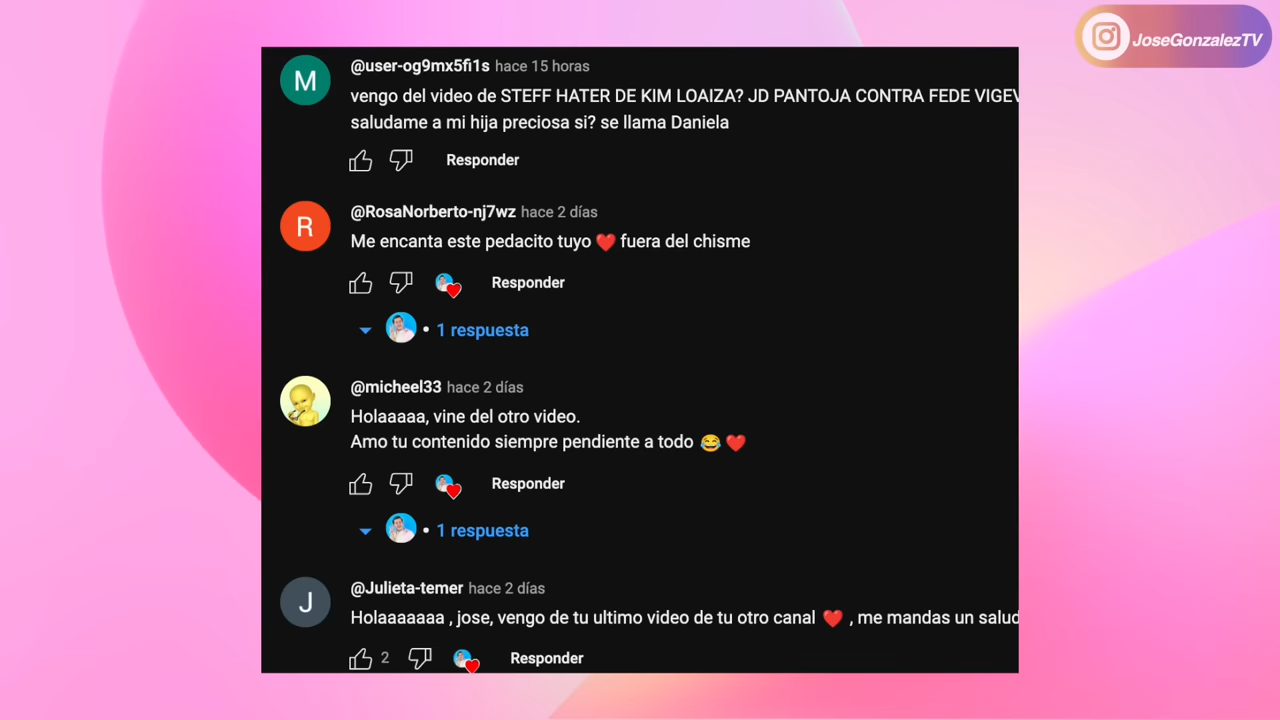 JoseGonzalezTV
M
@user-og9mx5fi1s hace 15 horas
vengo del video de STEFF HATER DE KIM LOAIZA? JD PANTOJA CONTRA FEDE VIGEV
saludame a mi hija preciosa si? se llama Daniela
Responder
R
@RosaNorberto-nj7wz hace 2 días
Me encanta este pedacito tuyo ❤️ fuera del chisme
Responder
• 1 respuesta
@micheel33 hace 2 días
Holaaaaa, vine del otro video.
Amo tu contenido siempre pendiente a todo 😂 ❤️
Responder
• 1 respuesta
J
@Julieta-temer hace 2 días
Holaaaaaaa , jose, vengo de tu ultimo video de tu otro canal ❤️ , me mandas un salud
2 Responder